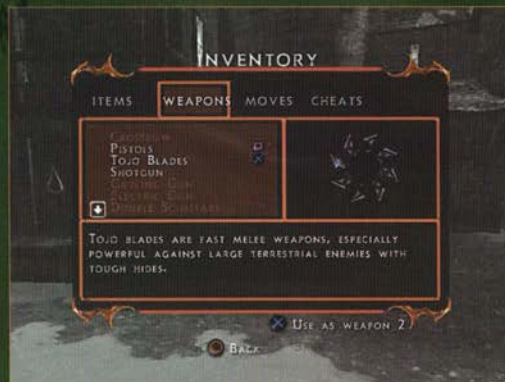 INVENTORY
ITEMS WEAPONS MOVES CHEATS
CROSSBOW
PISTOLS
TOJO BLADES
SHOTGUN
ELECTRIC GUN
DOUBLE SCIMITARS
TOJO BLADES ARE FAST MELEE WEAPONS, ESPECIALLY
POWERFUL AGAINST LARGE TERRESTRIAL ENEMIES WITH
TOUGH HIDES.
USE AS WEAPON 2
BACK